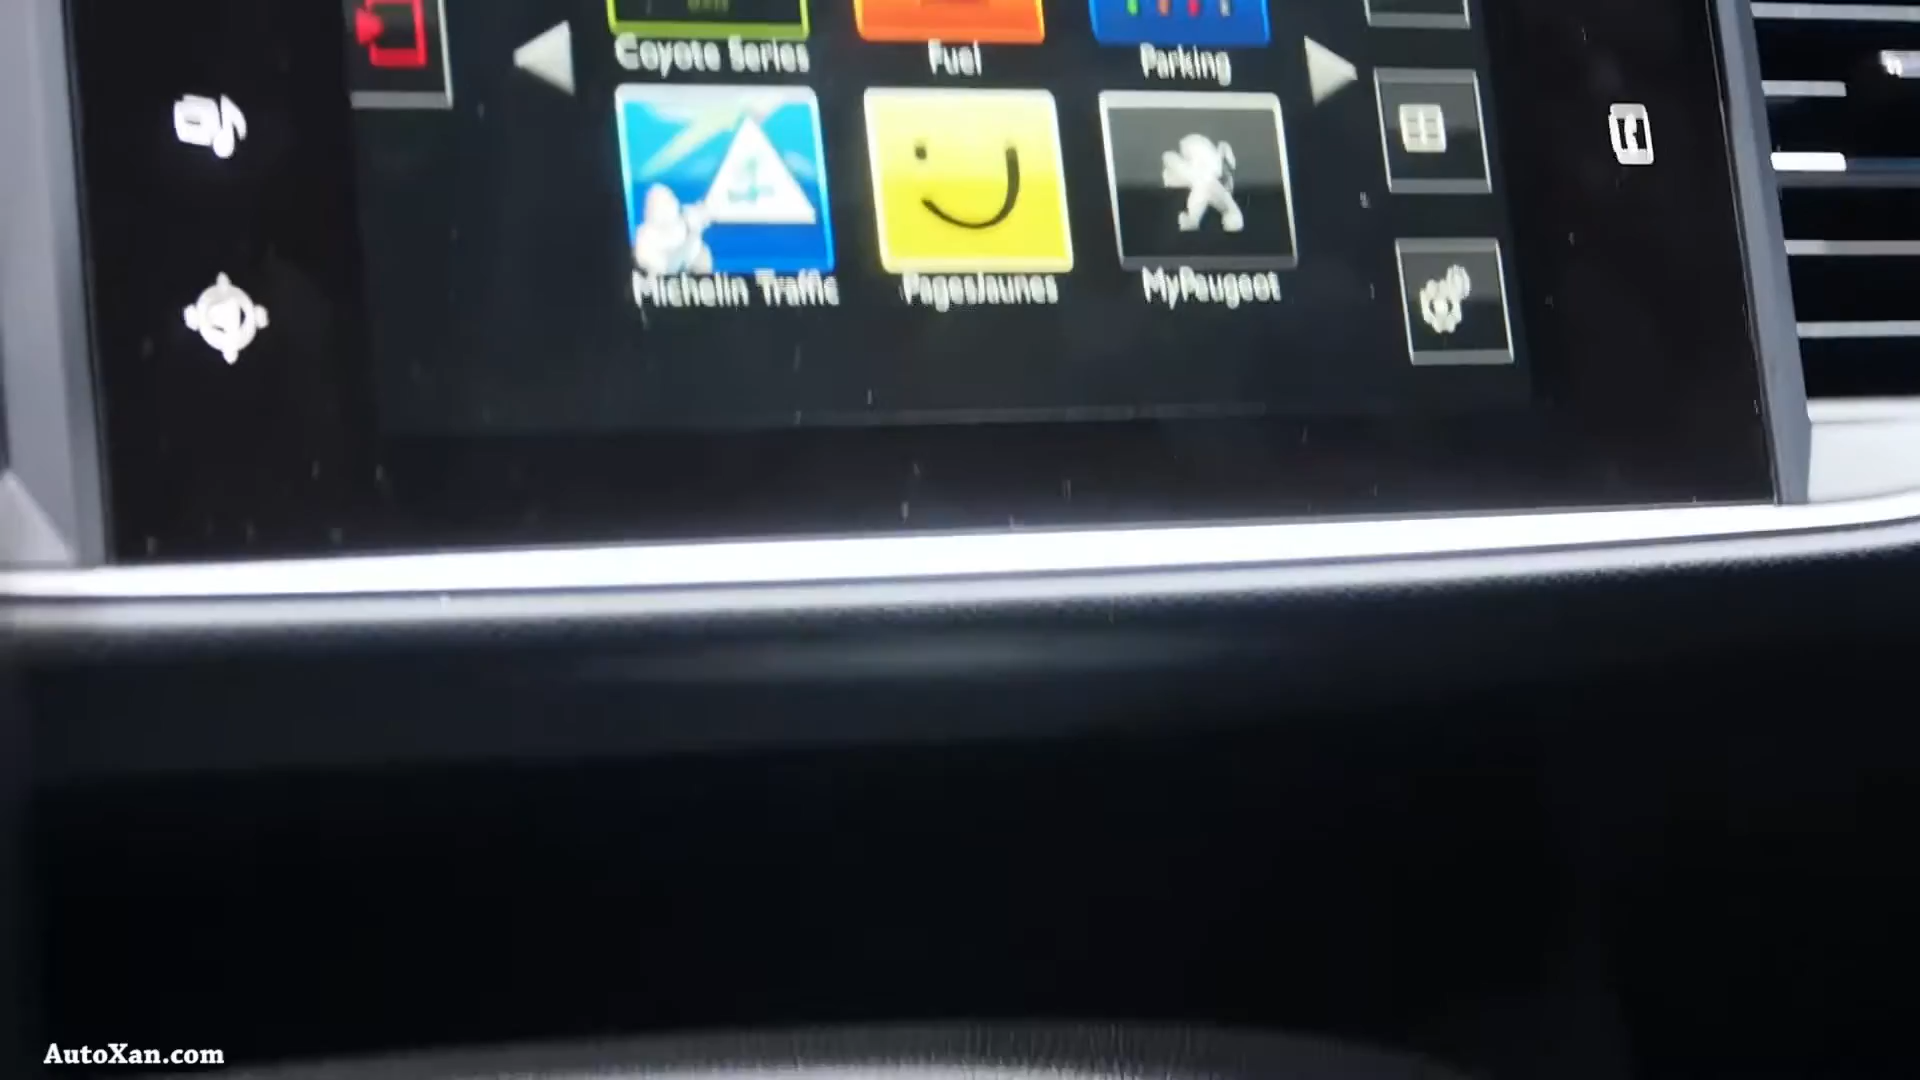 Coyote Series
Fuel
Parking
Michelin Traffic
PagesJaunes
MyPeugeot
AutoXan.com